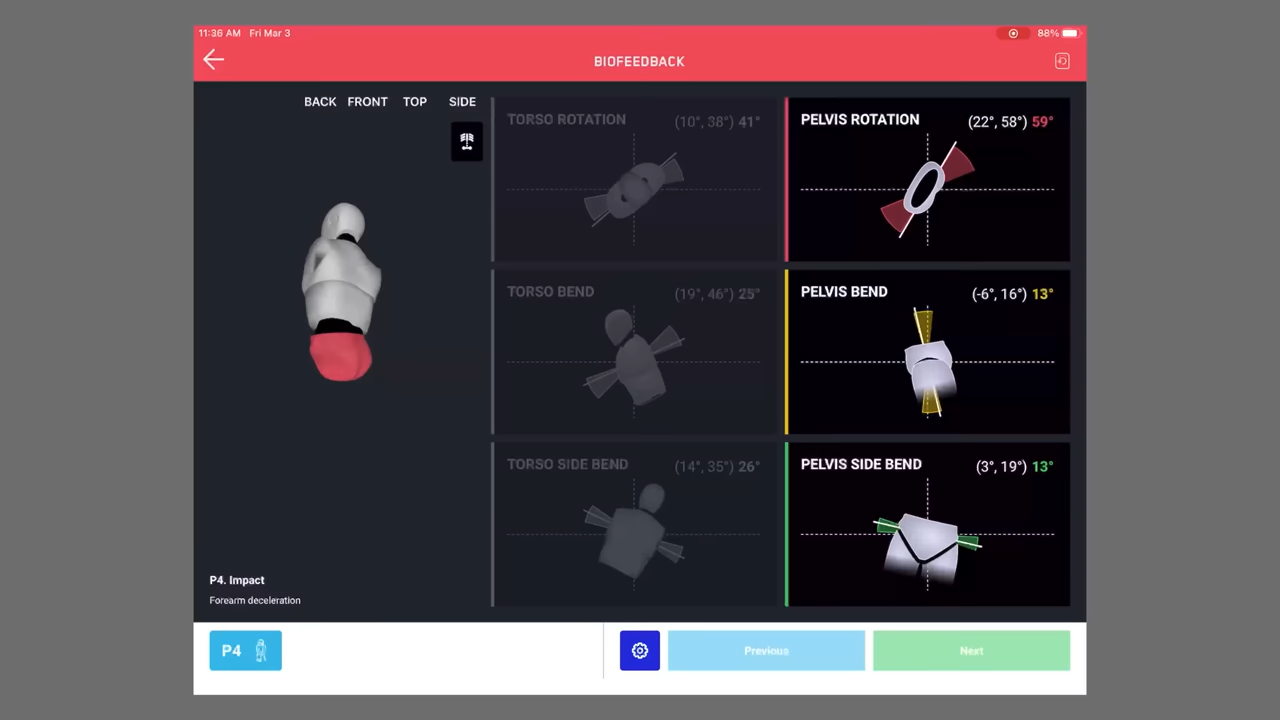 11:36 AM Fri Mar 3
88%
BIOFEEDBACK
BACK FRONT TOP SIDE
TORSO ROTATION (10°, 38°) 41°
PELVIS ROTATION (22°, 58°) 59°
TORSO BEND (19°, 46°) 25°
PELVIS BEND (-6°, 16°) 13°
TORSO SIDE BEND (14°, 35°) 26°
PELVIS SIDE BEND (3°, 19°) 13°
P4. Impact
Forearm deceleration
P4
Previous
Next